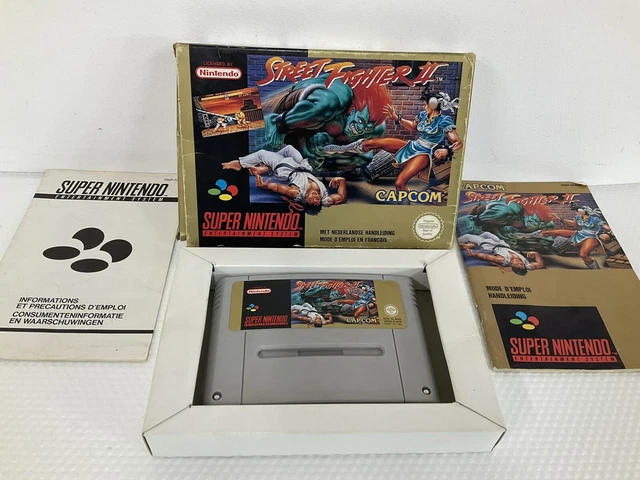 LICENSED BY
Nintendo
STREET FIGHTER II
CAPCOM
SUPER NINTENDO
ENTERTAINMENT SYSTEM
MET NEDERLANDSE HANDLEIDING
MODE D'EMPLOI EN FRANÇAIS
SUPER NINTENDO
ENTERTAINMENT SYSTEM
INFORMATIONS
ET PRECAUTIONS D'EMPLOI
CONSUMENTENINFORMATIE
EN WAARSCHUWINGEN
Nintendo
STREET FIGHTER II
SUPER NINTENDO
CAPCOM
CAPCOM
STREET FIGHTER II
MODE D'EMPLOI
HANDLEIDING
SUPER NINTENDO
ENTERTAINMENT SYSTEM